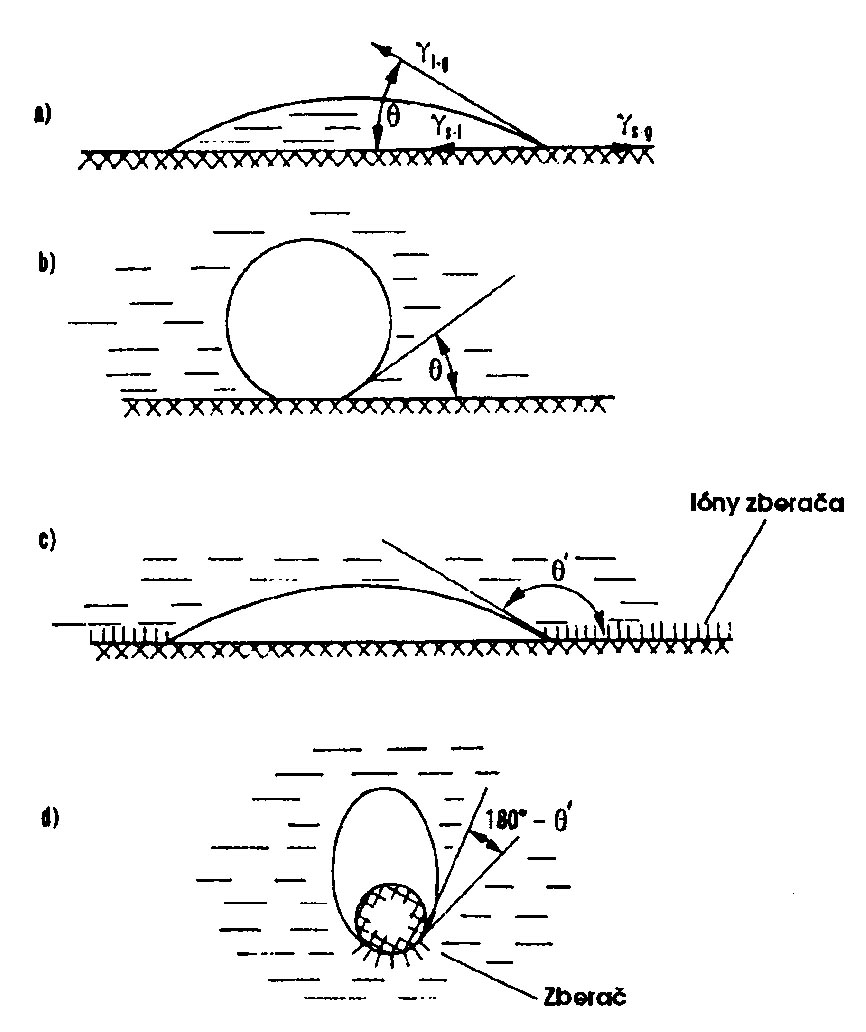 a)
γl-g
θ
γs-l
γs-g
b)
θ
Ióny zberača
c)
θ'
d)
180° – θ'
Zberač